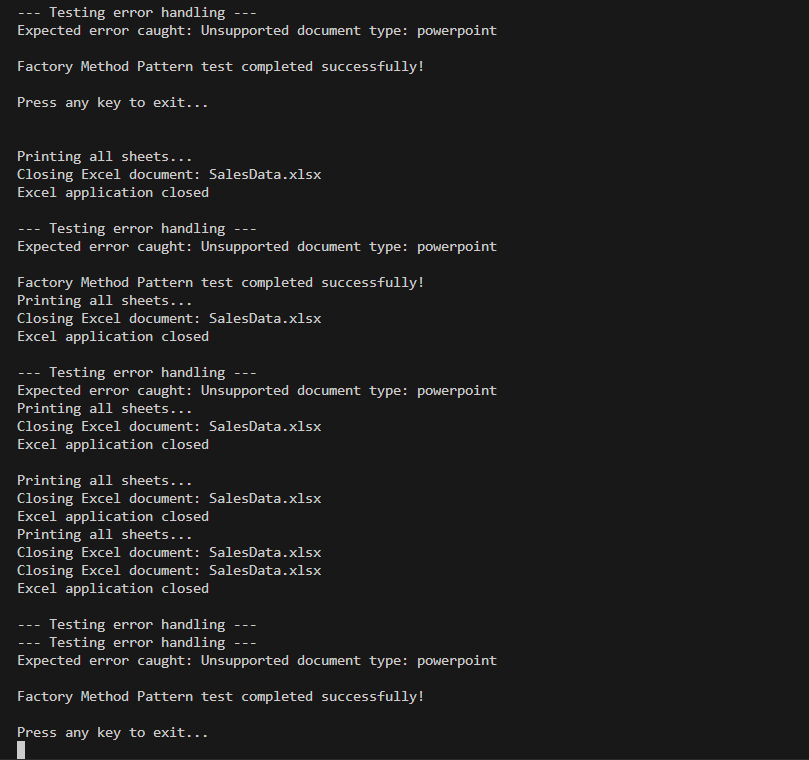 --- Testing error handling ---
Expected error caught: Unsupported document type: powerpoint
Factory Method Pattern test completed successfully!
Press any key to exit...
Printing all sheets...
Closing Excel document: SalesData.xlsx
Excel application closed
--- Testing error handling ---
Expected error caught: Unsupported document type: powerpoint
Factory Method Pattern test completed successfully!
Printing all sheets...
Closing Excel document: SalesData.xlsx
Excel application closed
--- Testing error handling ---
Expected error caught: Unsupported document type: powerpoint
Printing all sheets...
Closing Excel document: SalesData.xlsx
Excel application closed
Printing all sheets...
Closing Excel document: SalesData.xlsx
Excel application closed
Printing all sheets...
Closing Excel document: SalesData.xlsx
Closing Excel document: SalesData.xlsx
Excel application closed
--- Testing error handling ---
--- Testing error handling ---
Expected error caught: Unsupported document type: powerpoint
Factory Method Pattern test completed successfully!
Press any key to exit...